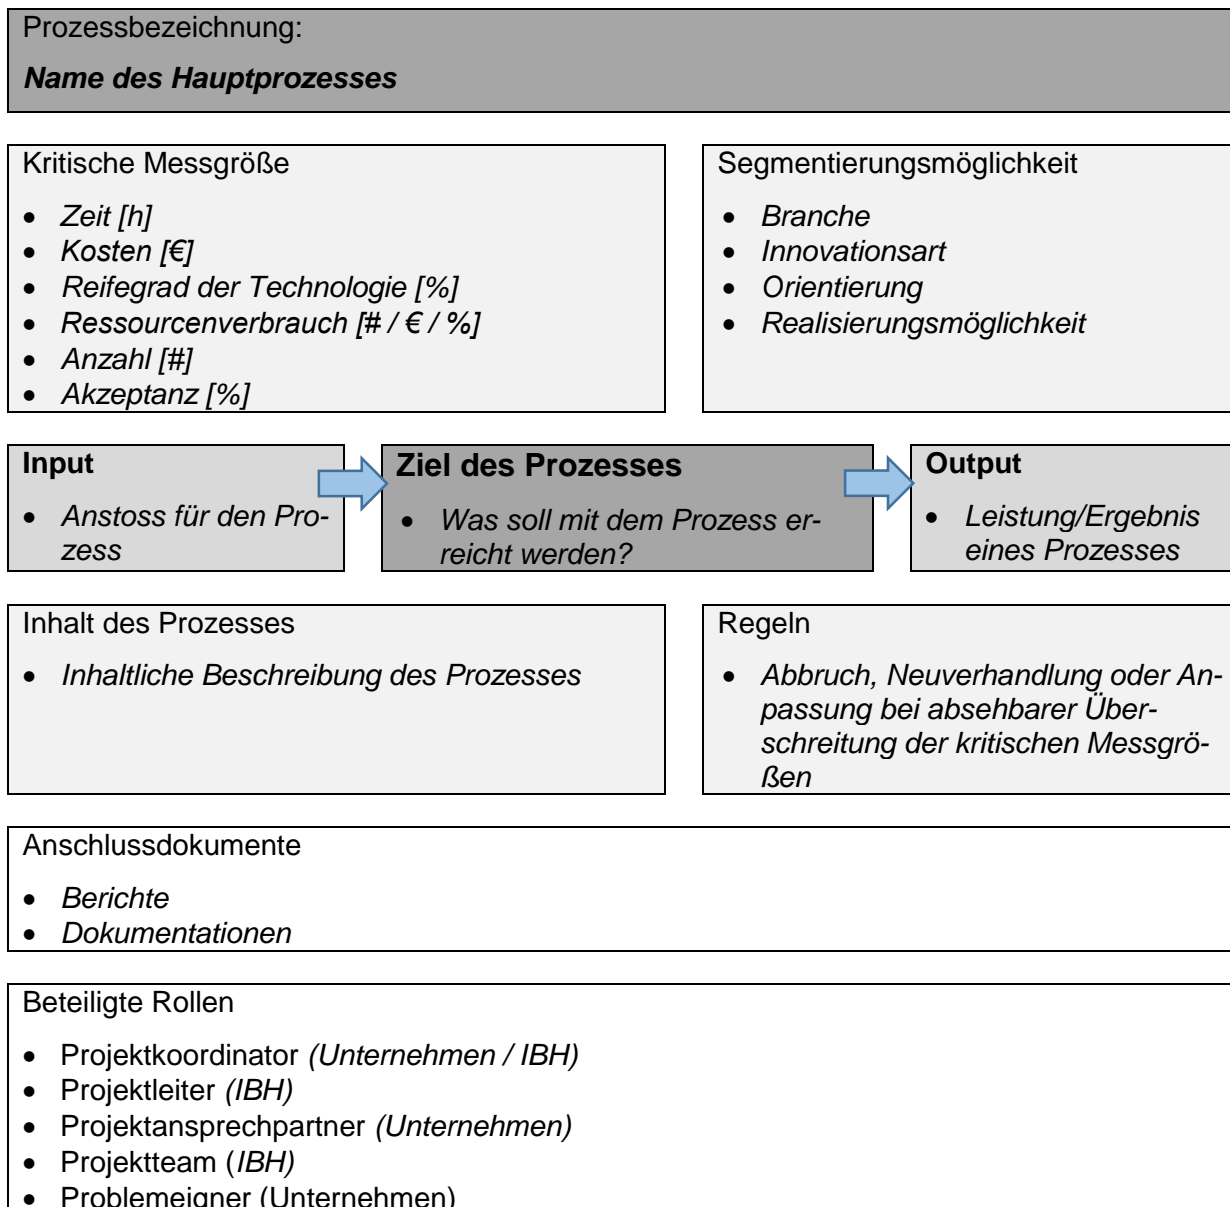 Prozessbezeichnung:
Name des Hauptprozesses
Kritische Messgröße
• Zeit [h]
• Kosten [€]
• Reifegrad der Technologie [%]
• Ressourcenverbrauch [# / € / %]
• Anzahl [#]
• Akzeptanz [%]
Segmentierungsmöglichkeit
• Branche
• Innovationsart
• Orientierung
• Realisierungsmöglichkeit
Input
• Anstoss für den Pro-
zess
Ziel des Prozesses
• Was soll mit dem Prozess er-
reicht werden?
Output
• Leistung/Ergebnis
eines Prozesses
Inhalt des Prozesses
• Inhaltliche Beschreibung des Prozesses
Regeln
• Abbruch, Neuverhandlung oder An-
passung bei absehbarer Über-
schreitung der kritischen Messgrö-
ßen
Anschlussdokumente
• Berichte
• Dokumentationen
Beteiligte Rollen
• Projektkoordinator (Unternehmen / IBH)
• Projektleiter (IBH)
• Projektansprechpartner (Unternehmen)
• Projektteam (IBH)
• Problemeigner (Unternehmen)